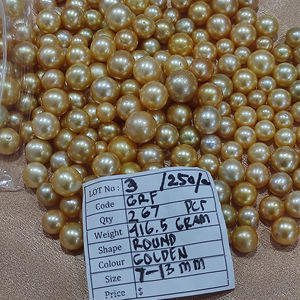 LOT No : 3 /250/c
Code GRF
Qty 267 PCS
Weight 416.5 GRAM
Shape ROUND
Colour GOLDEN
Size 7-13 MM
Price $